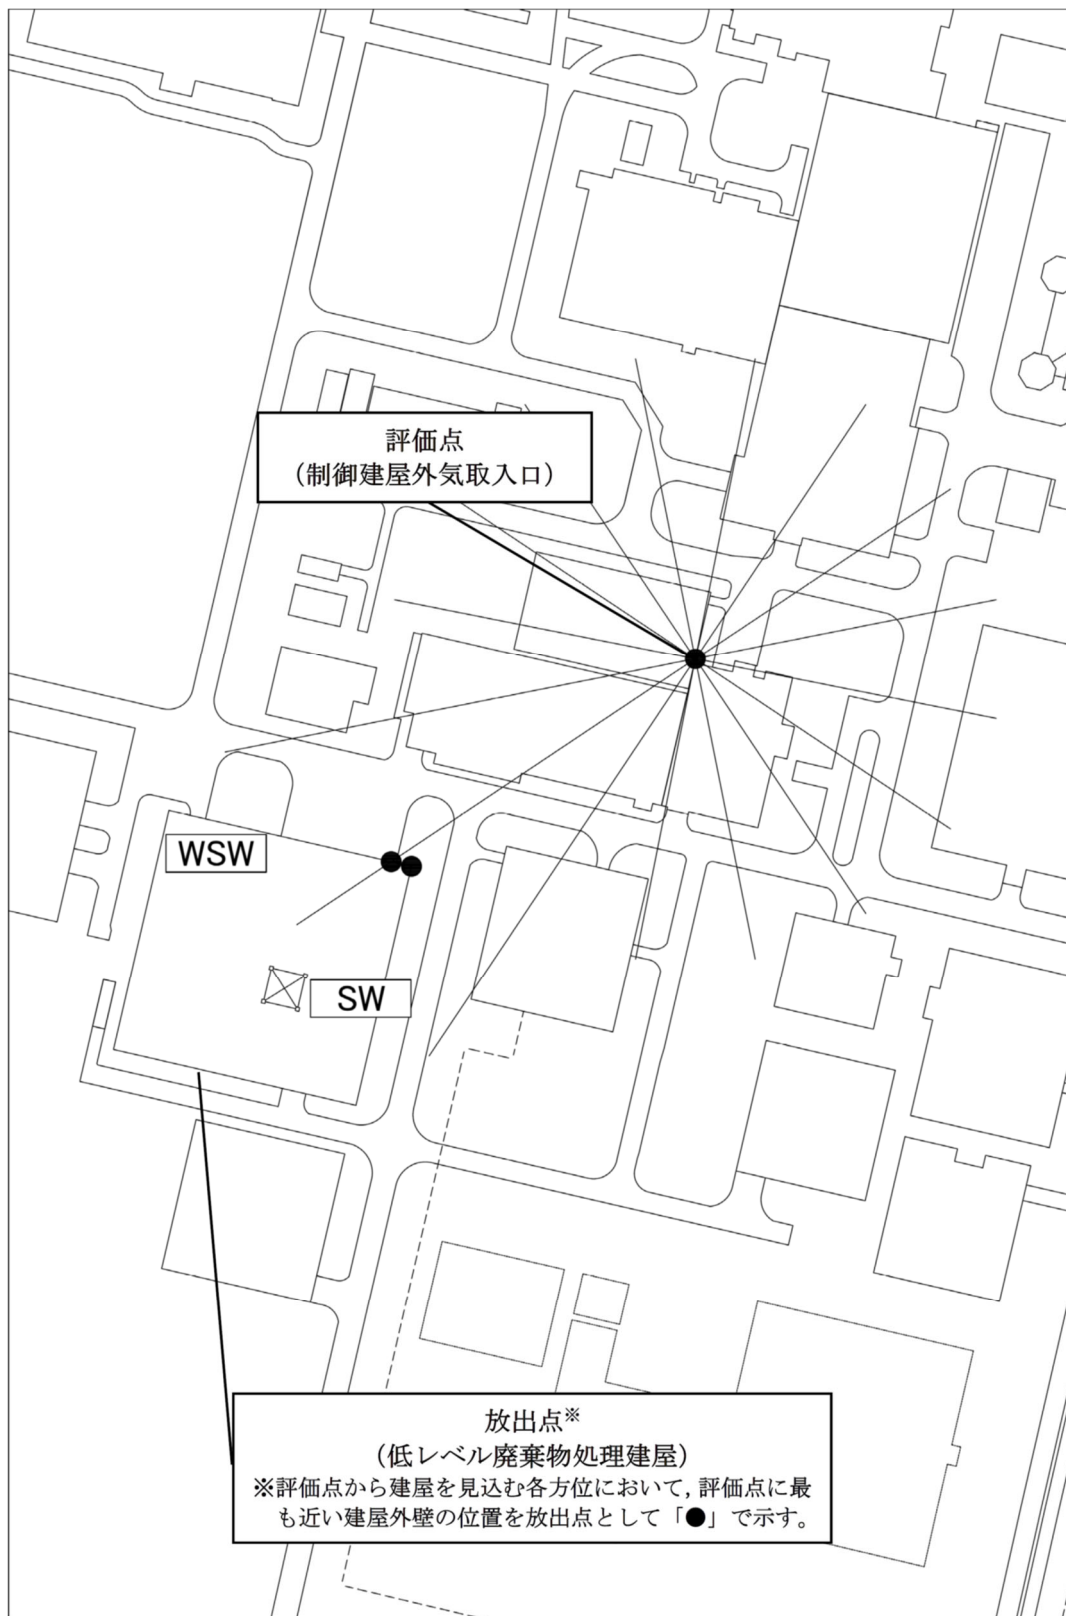 評価点
（制御建屋外気取入口）
WSW
SW
放出点※
（低レベル廃棄物処理建屋）
※評価点から建屋を見込む各方位において，評価点に最
も近い建屋外壁の位置を放出点として「●」で示す。